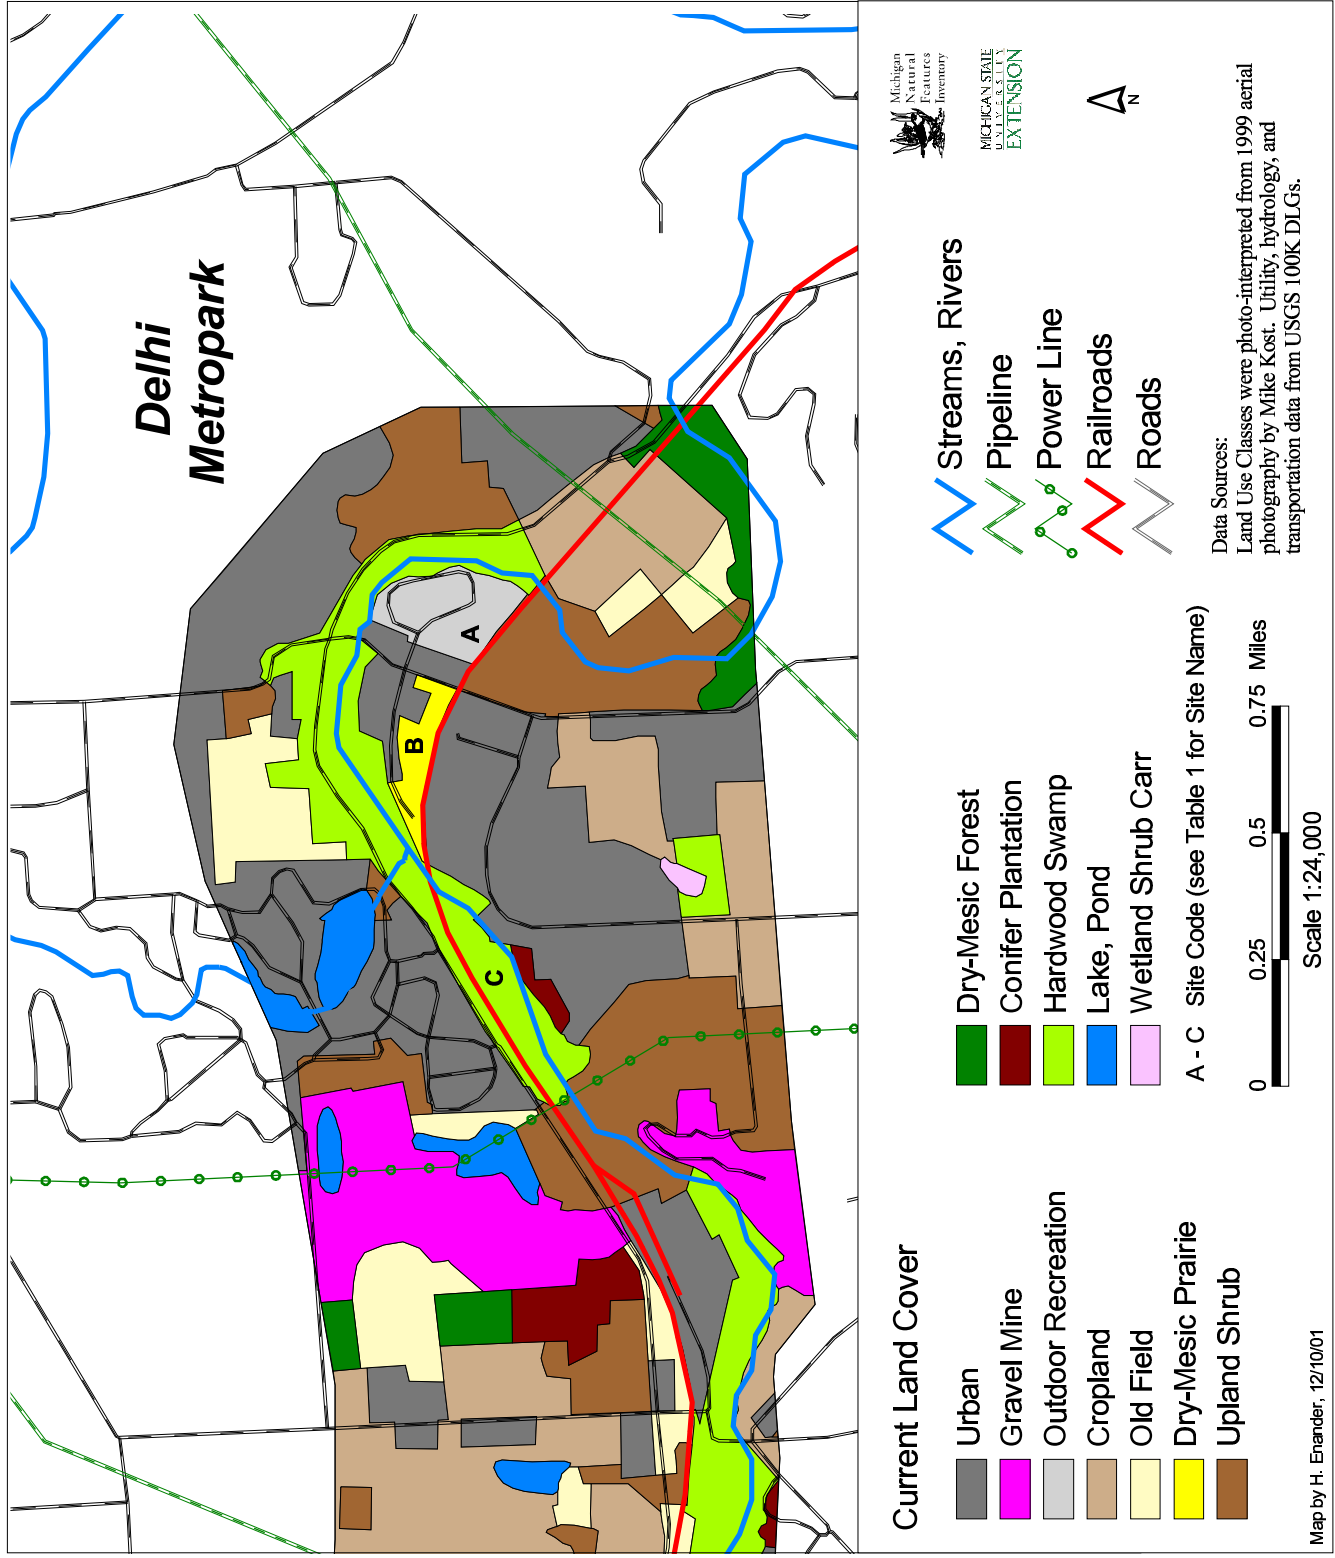 Delhi
Metropark
A
B
C
Current Land Cover
Urban
Gravel Mine
Outdoor Recreation
Cropland
Old Field
Dry-Mesic Prairie
Upland Shrub
Dry-Mesic Forest
Conifer Plantation
Hardwood Swamp
Lake, Pond
Wetland Shrub Carr
A - C Site Code (see Table 1 for Site Name)
Streams, Rivers
Pipeline
Power Line
Railroads
Roads
Michigan
Natural
Features
Inventory
MICHIGAN STATE
UNIVERSITY
EXTENSION
N
0 0.25 0.5 0.75 Miles
Scale 1:24,000
Data Sources:
Land Use Classes were photo-interpreted from 1999 aerial
photography by Mike Kost. Utility, hydrology, and
transportation data from USGS 100K DLGs.
Map by H. Enander, 12/10/01